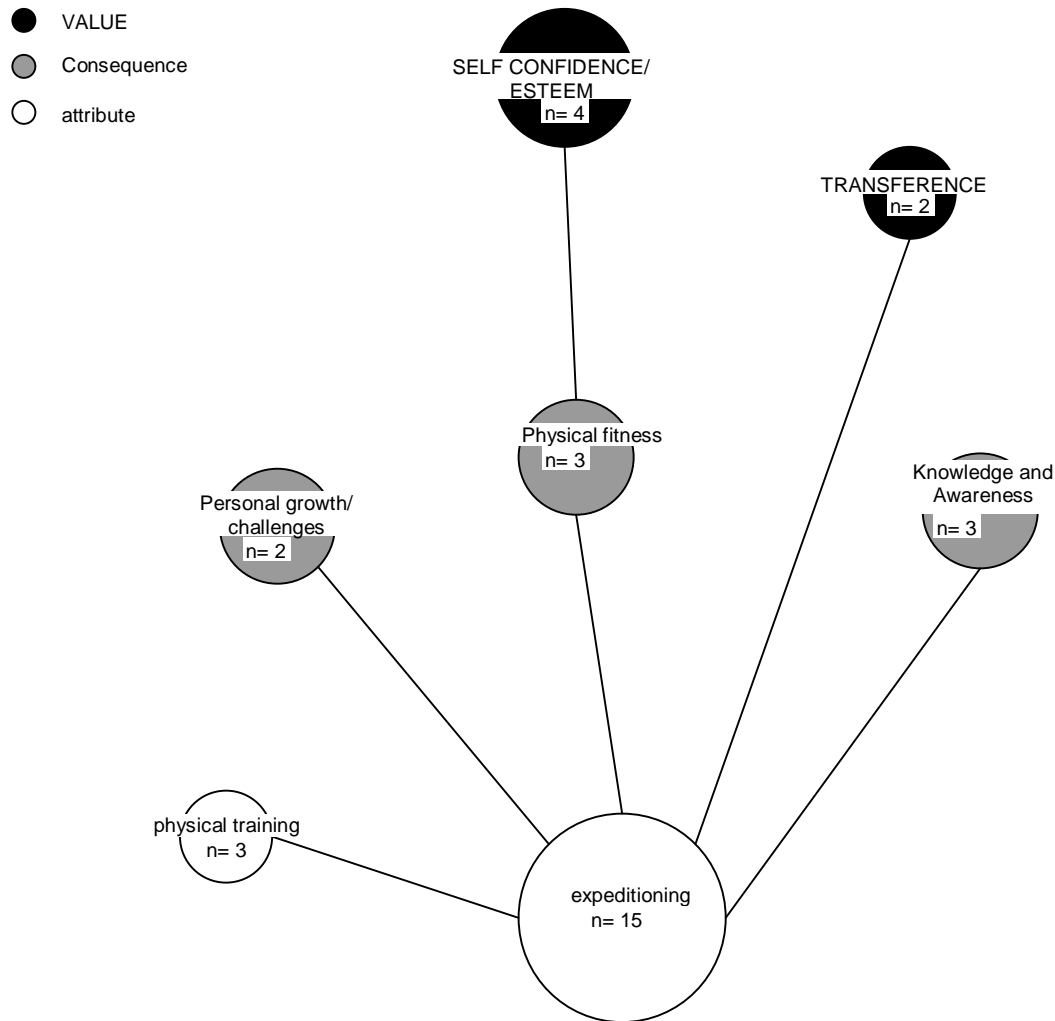 VALUE
Consequence
attribute
SELF CONFIDENCE/
ESTEEM
n= 4
TRANSFERENCE
n= 2
Physical fitness
n= 3
Knowledge and
Awareness
n= 3
Personal growth/
challenges
n= 2
physical training
n= 3
expeditioning
n= 15